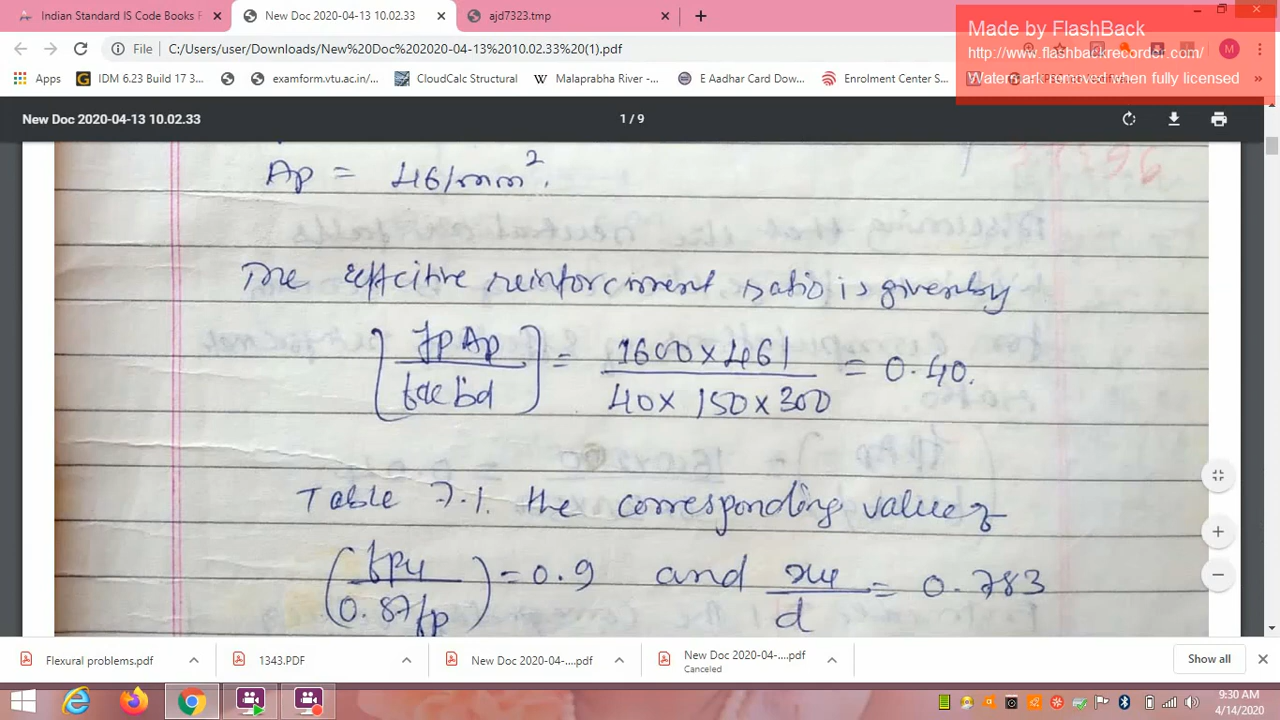 Indian Standard IS Code Books F
New Doc 2020-04-13 10.02.33
ajd7323.tmp
Made by FlashBack
http://www.flashbackrecorder.com/
Watermark removed when fully licensed
File
C:/Users/user/Downloads/New%20Doc%202020-04-13%2010.02.33%20(1).pdf
M
Apps
IDM 6.23 Build 17 3...
examform.vtu.ac.in/...
CloudCalc Structural
Malaprabha River -...
E Aadhar Card Dow...
Enrolment Center S...
New Doc 2020-04-13 10.02.33
1 / 9
Ap = 461mm².
The effcitive reinforcement ratio is given by
[fpAp / fckbd] = 1600×461 / 40×150×300 = 0.40.
Table 7.1. the corresponding value of
(fpu / 0.87fp) = 0.9 and xu / d = 0.783
Flexural problems.pdf
1343.PDF
New Doc 2020-04-....pdf
New Doc 2020-04-....pdf
Canceled
Show all
9:30 AM
4/14/2020